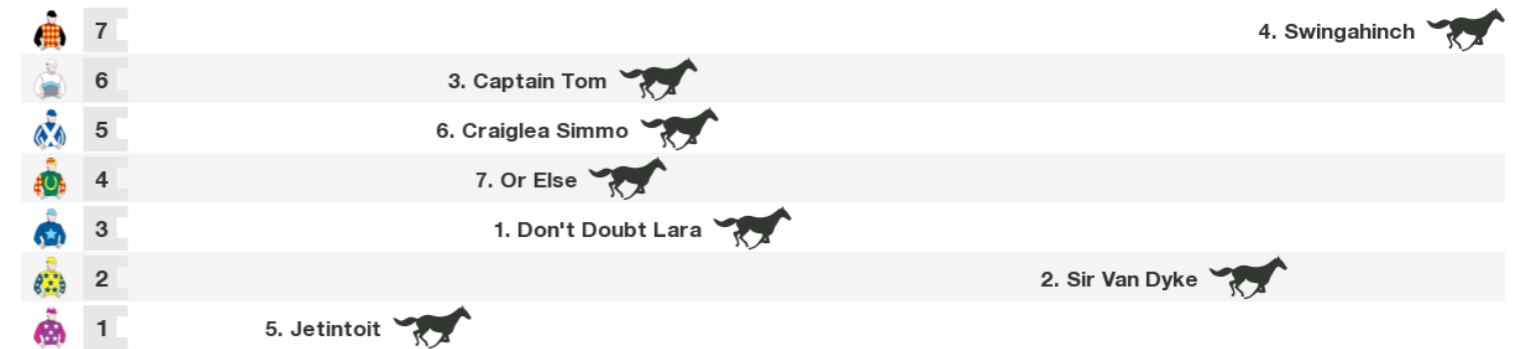 7 4. Swingahinch
6 3. Captain Tom
5 6. Craiglea Simmo
4 7. Or Else
3 1. Don't Doubt Lara
2 2. Sir Van Dyke
1 5. Jetintoit